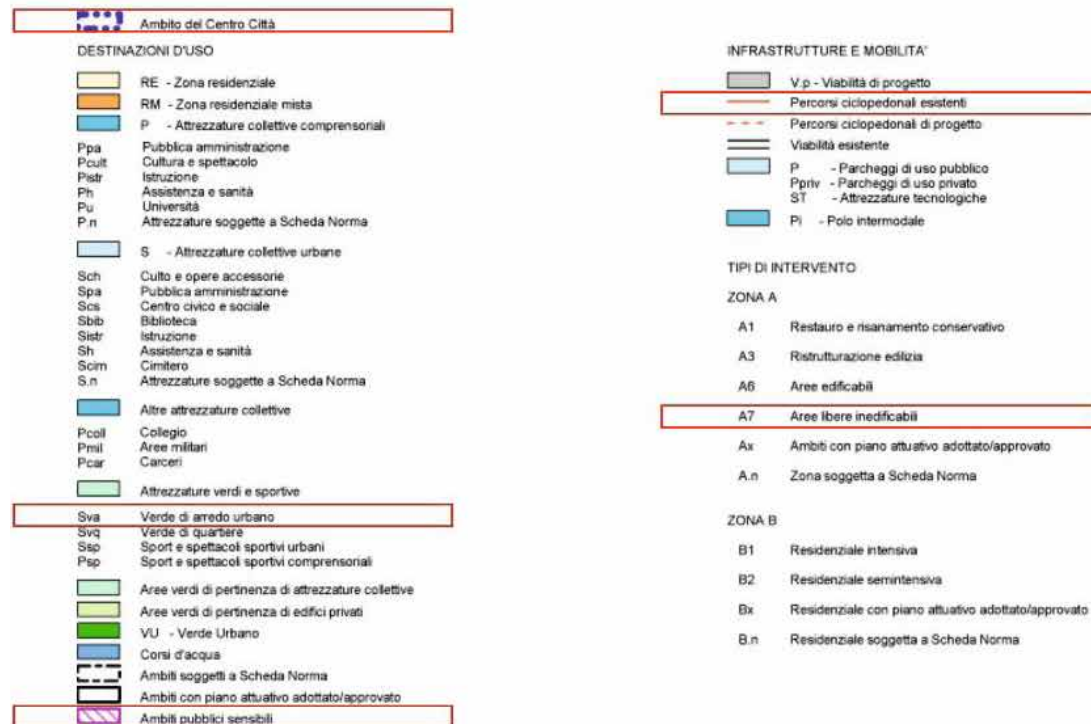 Ambito del Centro Città
DESTINAZIONI D'USO
RE - Zona residenziale
RM - Zona residenziale mista
P - Attrezzature collettive comprensoriali
Ppa Pubblica amministrazione
Pcult Cultura e spettacolo
Pistr Istruzione
Ph Assistenza e sanità
Pu Università
P.n Attrezzature soggette a Scheda Norma
S - Attrezzature collettive urbane
Sch Culto e opere accessorie
Spa Pubblica amministrazione
Scs Centro civico e sociale
Sbib Biblioteca
Sistr Istruzione
Sh Assistenza e sanità
Scim Cimitero
S.n Attrezzature soggette a Scheda Norma
Altre attrezzature collettive
Pcoll Collegio
Pmil Aree militari
Pcar Carceri
Attrezzature verdi e sportive
Sva Verde di arredo urbano
Svq Verde di quartiere
Ssp Sport e spettacoli sportivi urbani
Psp Sport e spettacoli sportivi comprensoriali
Aree verdi di pertinenza di attrezzature collettive
Aree verdi di pertinenza di edifici privati
VU - Verde Urbano
Corsi d'acqua
Ambiti soggetti a Scheda Norma
Ambiti con piano attuativo adottato/approvato
Ambiti pubblici sensibili
INFRASTRUTTURE E MOBILITA'
V.p - Viabilità di progetto
Percorsi ciclopedonali esistenti
Percorsi ciclopedonali di progetto
Viabilità esistente
P - Parcheggi di uso pubblico
Ppriv - Parcheggi di uso privato
ST - Attrezzature tecnologiche
Pi - Polo intermodale
TIPI DI INTERVENTO
ZONA A
A1 Restauro e risanamento conservativo
A3 Ristrutturazione edilizia
A6 Aree edificabili
A7 Aree libere inedificabili
Ax Ambiti con piano attuativo adottato/approvato
A.n Zona soggetta a Scheda Norma
ZONA B
B1 Residenziale intensiva
B2 Residenziale semintensiva
Bx Residenziale con piano attuativo adottato/approvato
B.n Residenziale soggetta a Scheda Norma